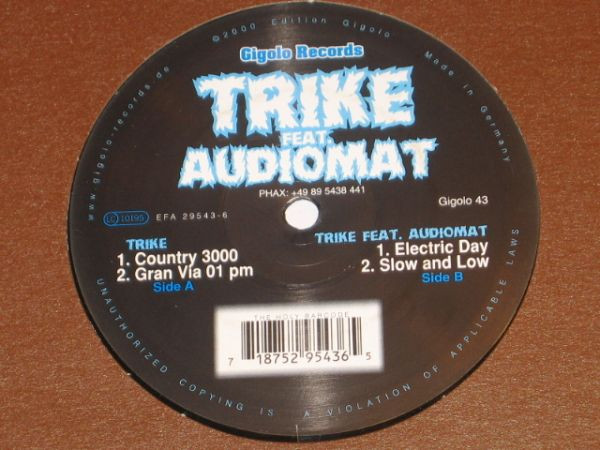 ©2000 Edition Gigolo
Made in Germany
www.gigolo-records.de
Gigolo Records
TRIKE
FEAT.
AUDIOMAT
PHAX: +49 89 5438 441
Gigolo 43
LC 10195
EFA 29543-6
TRIKE
1. Country 3000
2. Gran Via 01 pm
Side A
TRIKE FEAT. AUDIOMAT
1. Electric Day
2. Slow and Low
Side B
THE HOLY BARCODE
7 18752 95436 5
UNAUTHORIZED COPYING IS A VIOLATION OF APPLICABLE LAWS